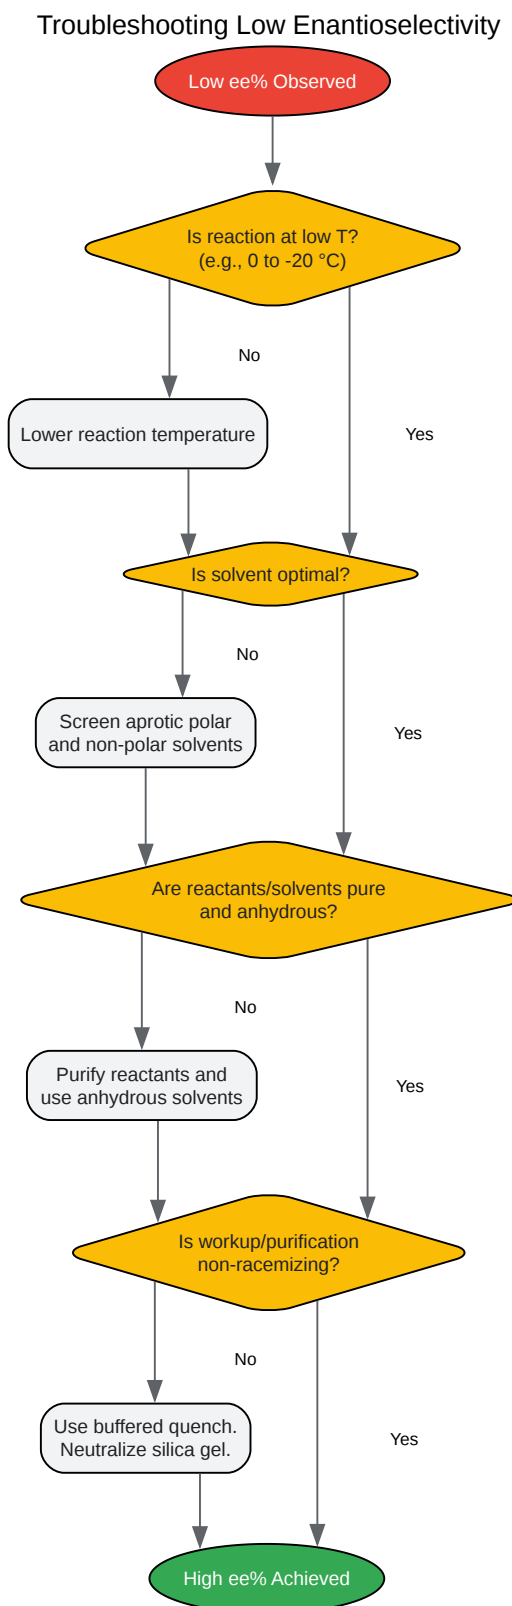 Troubleshooting Low Enantioselectivity
Low ee% Observed
Is reaction at low T?
(e.g., 0 to -20 °C)
No
Lower reaction temperature
Yes
Is solvent optimal?
No
Screen aprotic polar
and non-polar solvents
Yes
Are reactants/solvents pure
and anhydrous?
No
Purify reactants and
use anhydrous solvents
Yes
Is workup/purification
non-racemizing?
No
Use buffered quench.
Neutralize silica gel.
Yes
High ee% Achieved